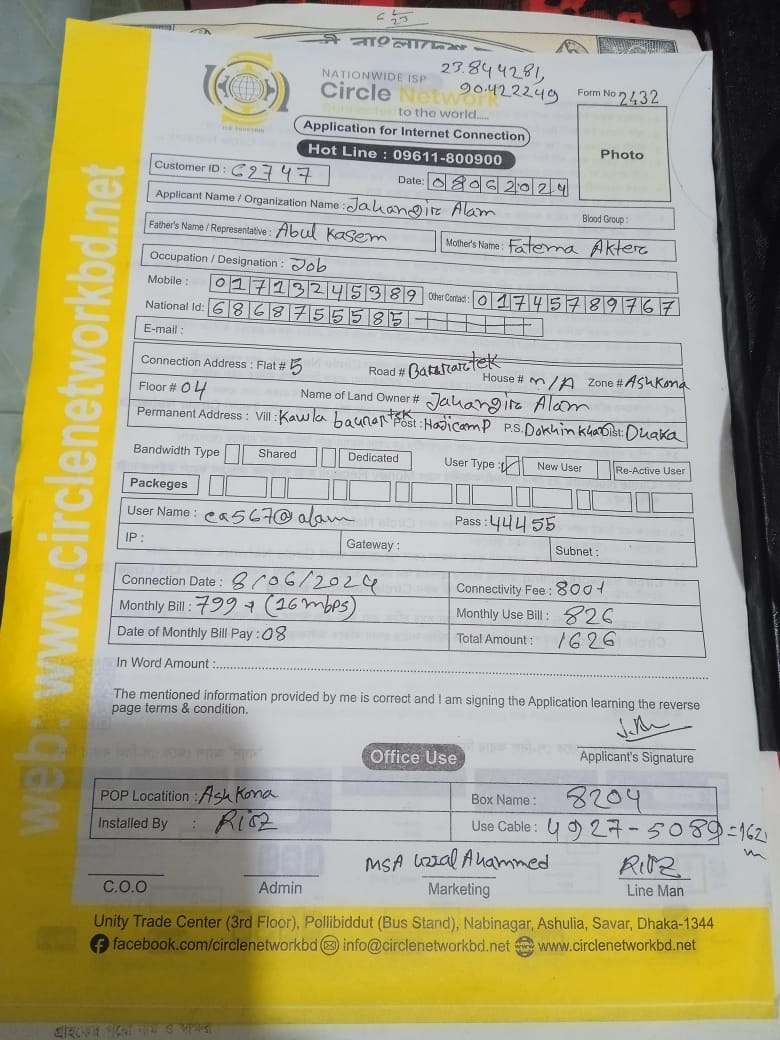 NATIONWIDE ISP
Circle Network
Connected to the world.....
23.844281,
90.422249
Form No 2432
Application for Internet Connection
Hot Line : 09611-800900
Photo
Customer ID : 62747
Date: 08062024
Applicant Name / Organization Name : Jahangir Alam
Blood Group :
Father's Name / Representative : Abul Kasem
Mother's Name : Fatema Akter
Occupation / Designation : Job
Mobile : 01713245389 Other Contact : 01745789767
National Id: 6868755585
E-mail :
Connection Address : Flat # 5 Road # House # N/A Zone # Ashkona
Floor # 04 Name of Land Owner # Jahangir Alam
Permanent Address : Vill : Kawla Post : Hajicamp P.S. Dokhinkhan Dist: Dhaka
Bandwidth Type Shared Dedicated User Type : New User Re-Active User
Packeges
User Name : ca567@alam Pass : 44455
IP : Gateway : Subnet :
Connection Date : 8/06/2024 Connectivity Fee : 800+
Monthly Bill : 799 + (16mbps) Monthly Use Bill : 826
Date of Monthly Bill Pay : 08 Total Amount : 1626
In Word Amount :
The mentioned information provided by me is correct and I am signing the Application learning the reverse
page terms & condition.
Applicant's Signature
Office Use
POP Locatition : Ashkona Box Name : 8204
Installed By : Use Cable : 4927-5089 = 162
m
MSA Uzzal Ahammed
C.O.O Admin Marketing Line Man
Unity Trade Center (3rd Floor), Pollibiddut (Bus Stand), Nabinagar, Ashulia, Savar, Dhaka-1344
facebook.com/circlenetworkbd info@circlenetworkbd.net www.circlenetworkbd.net
web: www.circlenetworkbd.net